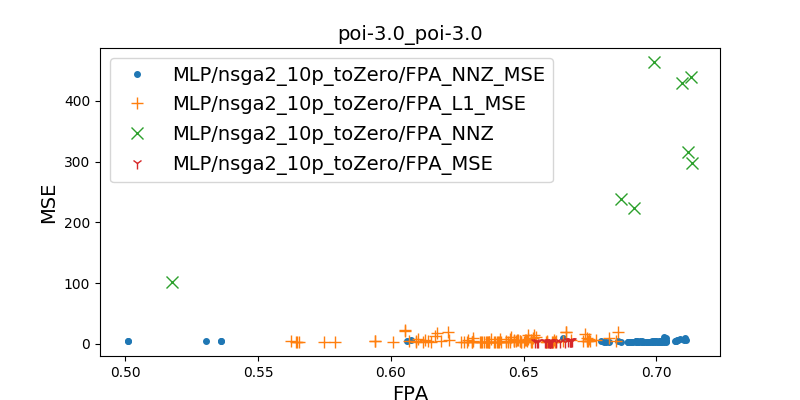 poi-3.0_poi-3.0
MLP/nsga2_10p_toZero/FPA_NNZ_MSE
MLP/nsga2_10p_toZero/FPA_L1_MSE
MLP/nsga2_10p_toZero/FPA_NNZ
MLP/nsga2_10p_toZero/FPA_MSE
MSE
400
300
200
100
0
0.50 0.55 0.60 0.65 0.70
FPA